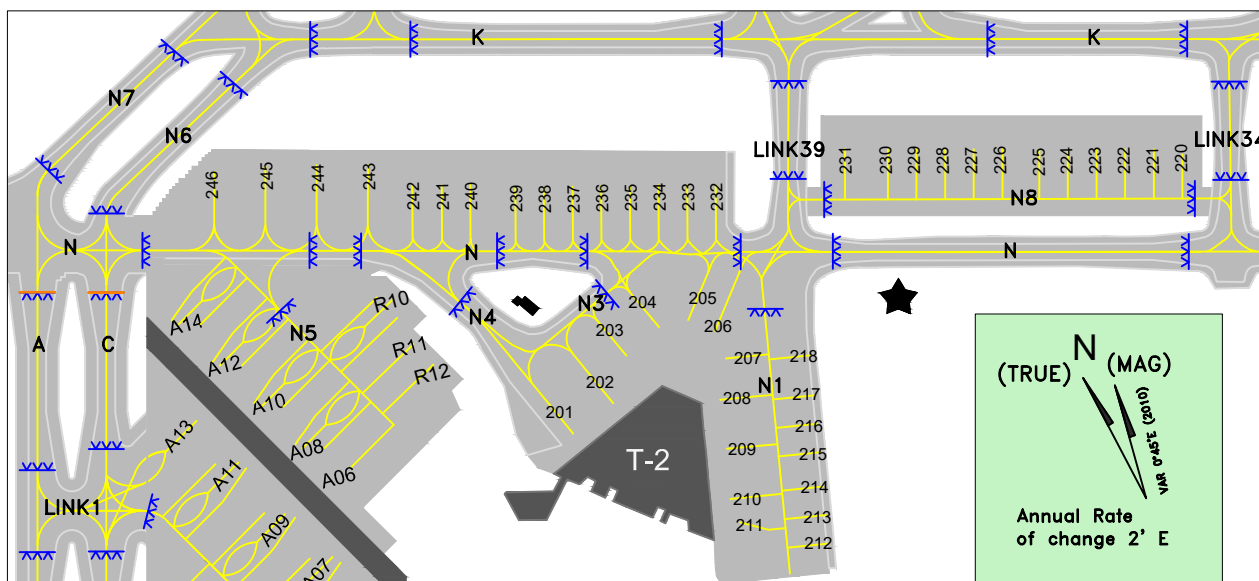 K
K
N7
N6
LINK39
LINK34
246
245
244
243
242
241
240
239
238
237
236
235
234
233
232
231
230
229
228
227
226
225
224
223
222
221
220
N8
N
N
N
A
C
A14
A12
A10
A08
A06
N5
R10
R11
R12
N4
N3
204
205
206
203
202
201
207
208
209
210
211
N1
218
217
216
215
214
213
212
T-2
A13
A11
A09
A07
LINK1
N
(TRUE)
(MAG)
VAR 0°45'E (2010)
Annual Rate
of change 2' E